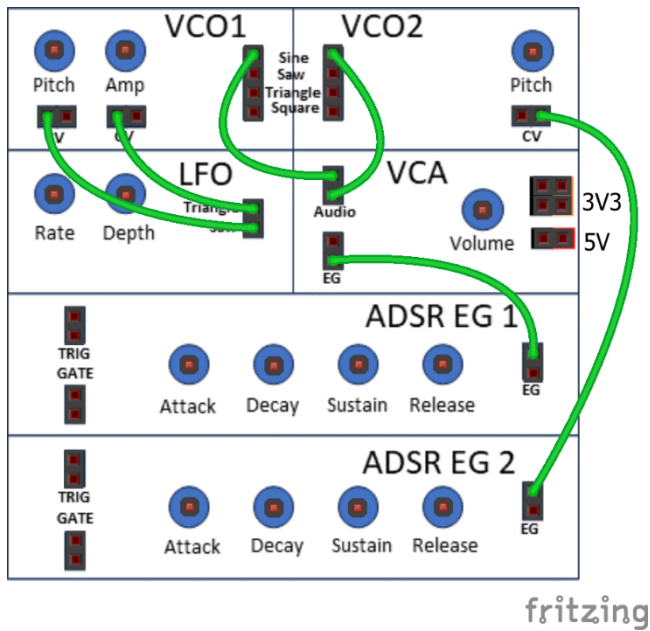 VCO1
VCO2
Sine
Saw
Triangle
Square
Pitch
Amp
Pitch
CV
LFO
VCA
Triangle
Audio
3V3
Rate
Depth
Volume
5V
EG
ADSR EG 1
TRIG
GATE
Attack
Decay
Sustain
Release
EG
ADSR EG 2
TRIG
GATE
Attack
Decay
Sustain
Release
EG
fritzing